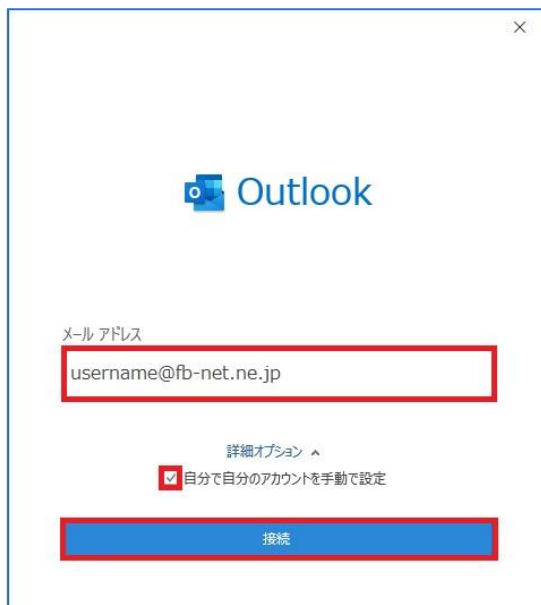 Outlook
メール アドレス
username@fb-net.ne.jp
詳細オプション
自分で自分のアカウントを手動で設定
接続